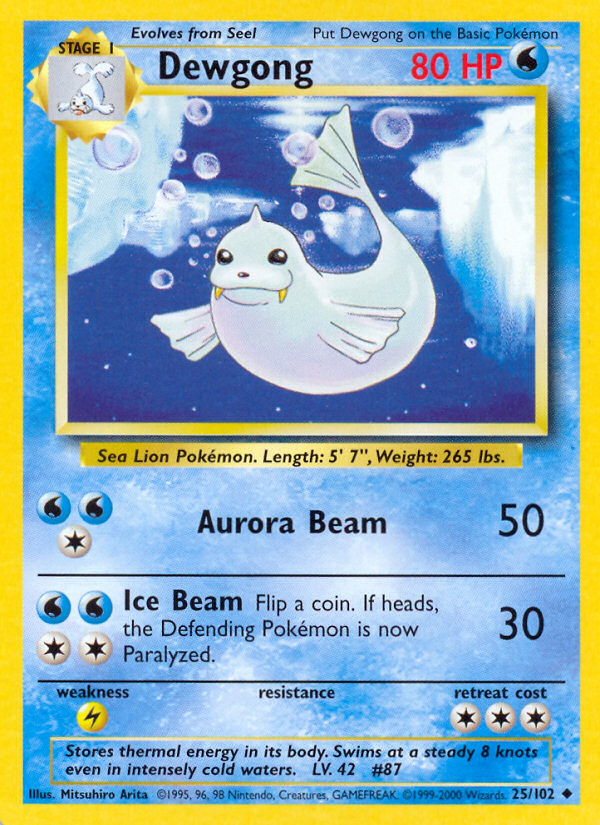 Evolves from Seel
Put Dewgong on the Basic Pokémon
STAGE 1
Dewgong
80 HP
Sea Lion Pokémon. Length: 5' 7", Weight: 265 lbs.
Aurora Beam 50
Ice Beam Flip a coin. If heads,
the Defending Pokémon is now
Paralyzed.
30
weakness resistance retreat cost
Stores thermal energy in its body. Swims at a steady 8 knots
even in intensely cold waters. LV. 42 #87
Illus. Mitsuhiro Arita ©1995, 96, 98 Nintendo, Creatures, GAMEFREAK. ©1999-2000 Wizards. 25/102